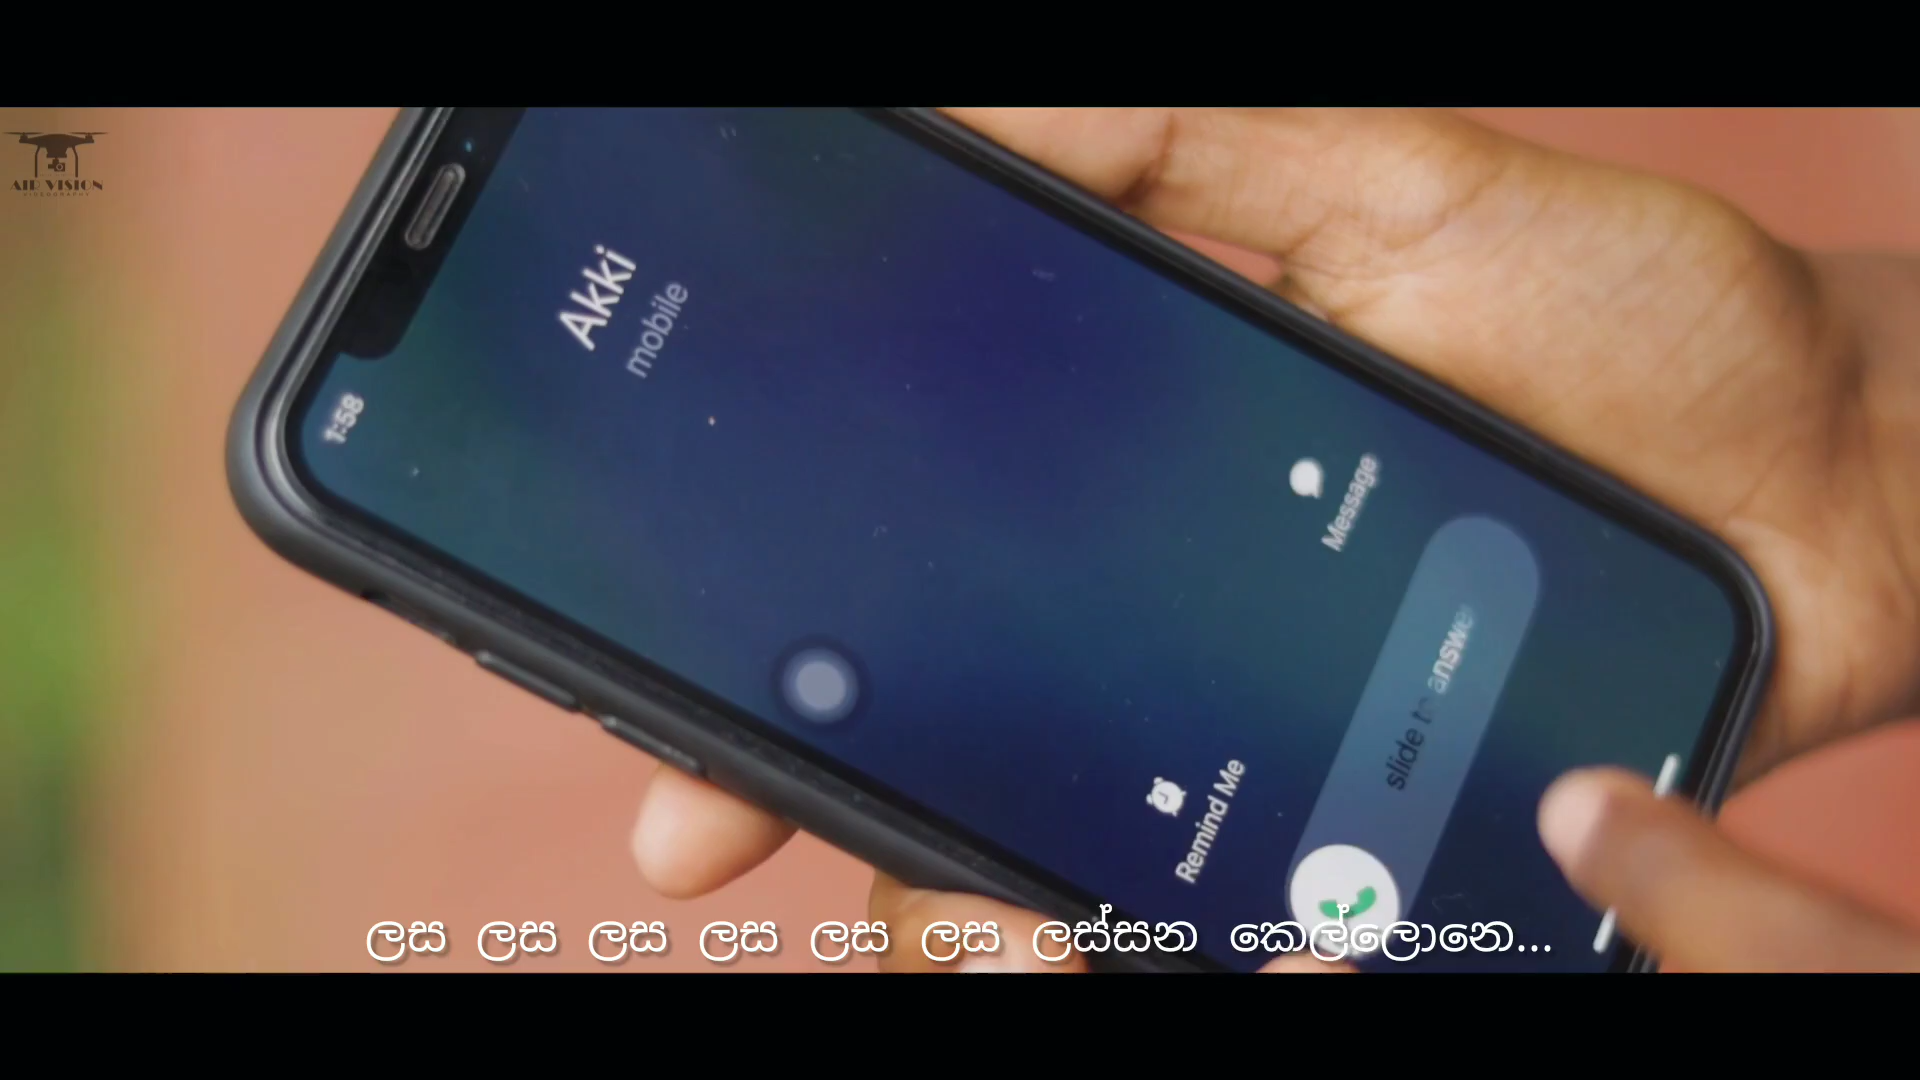 AIR VISION
VIDEOGRAPHY
1:58
Akki
mobile
Message
Remind Me
slide to answer
ලස ලස ලස ලස ලස ලස ලස්සන කෙල්ලොනෙ...